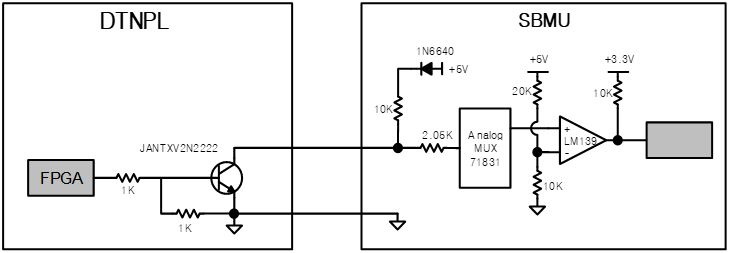 DTNPL
SBMU
1N6640
+5V
+5V
+3.3V
20K
10K
10K
JANTXV2N2222
2.05K
Analog
MUX
71831
+
LM139
-
FPGA
1K
10K
1K